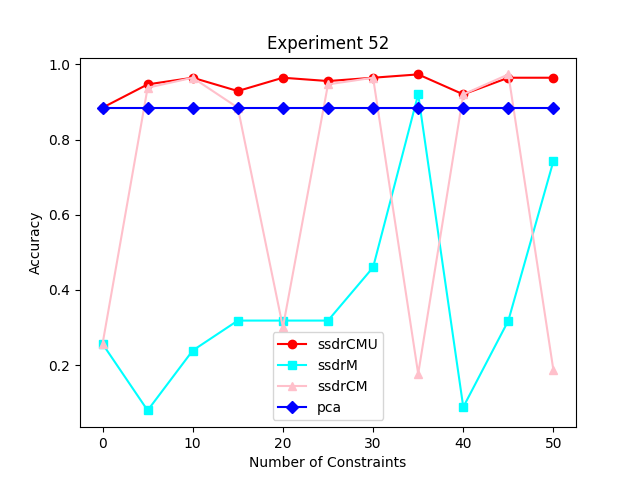 Experiment 52
Accuracy
1.0
0.8
0.6
0.4
0.2
ssdrCMU
ssdrM
ssdrCM
pca
0 10 20 30 40 50
Number of Constraints